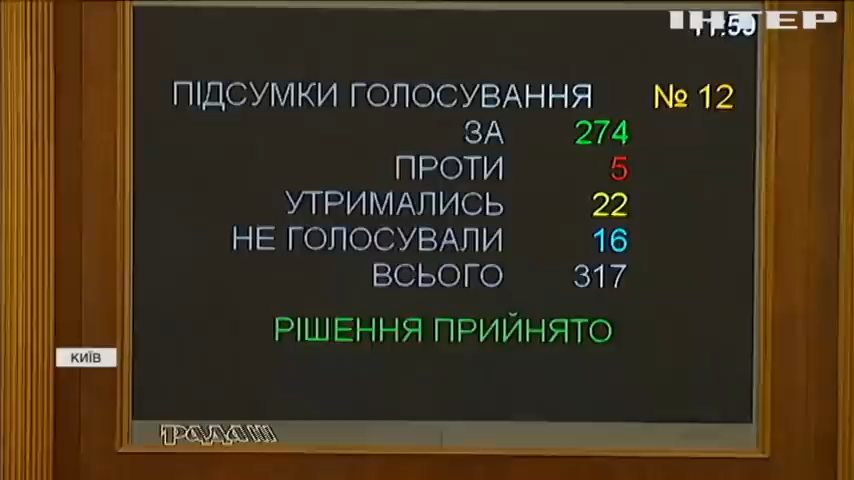 ІНТЕР
ПІДСУМКИ ГОЛОСУВАННЯ № 12
ЗА 274
ПРОТИ 5
УТРИМАЛИСЬ 22
НЕ ГОЛОСУВАЛИ 16
ВСЬОГО 317
РІШЕННЯ ПРИЙНЯТО
КИЇВ
РАДА